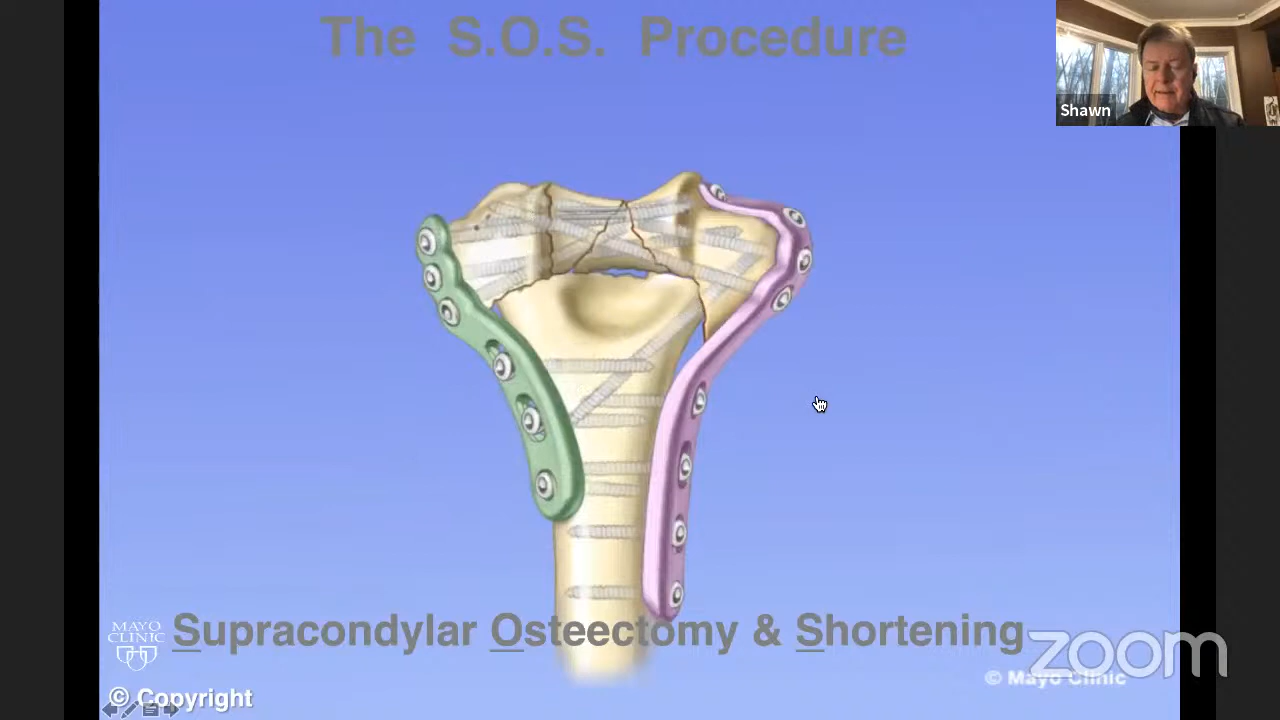 The S.O.S. Procedure
Shawn
Supracondylar Osteectomy & Shortening
MAYO
CLINIC
zoom
© Mayo Clinic
© Copyright